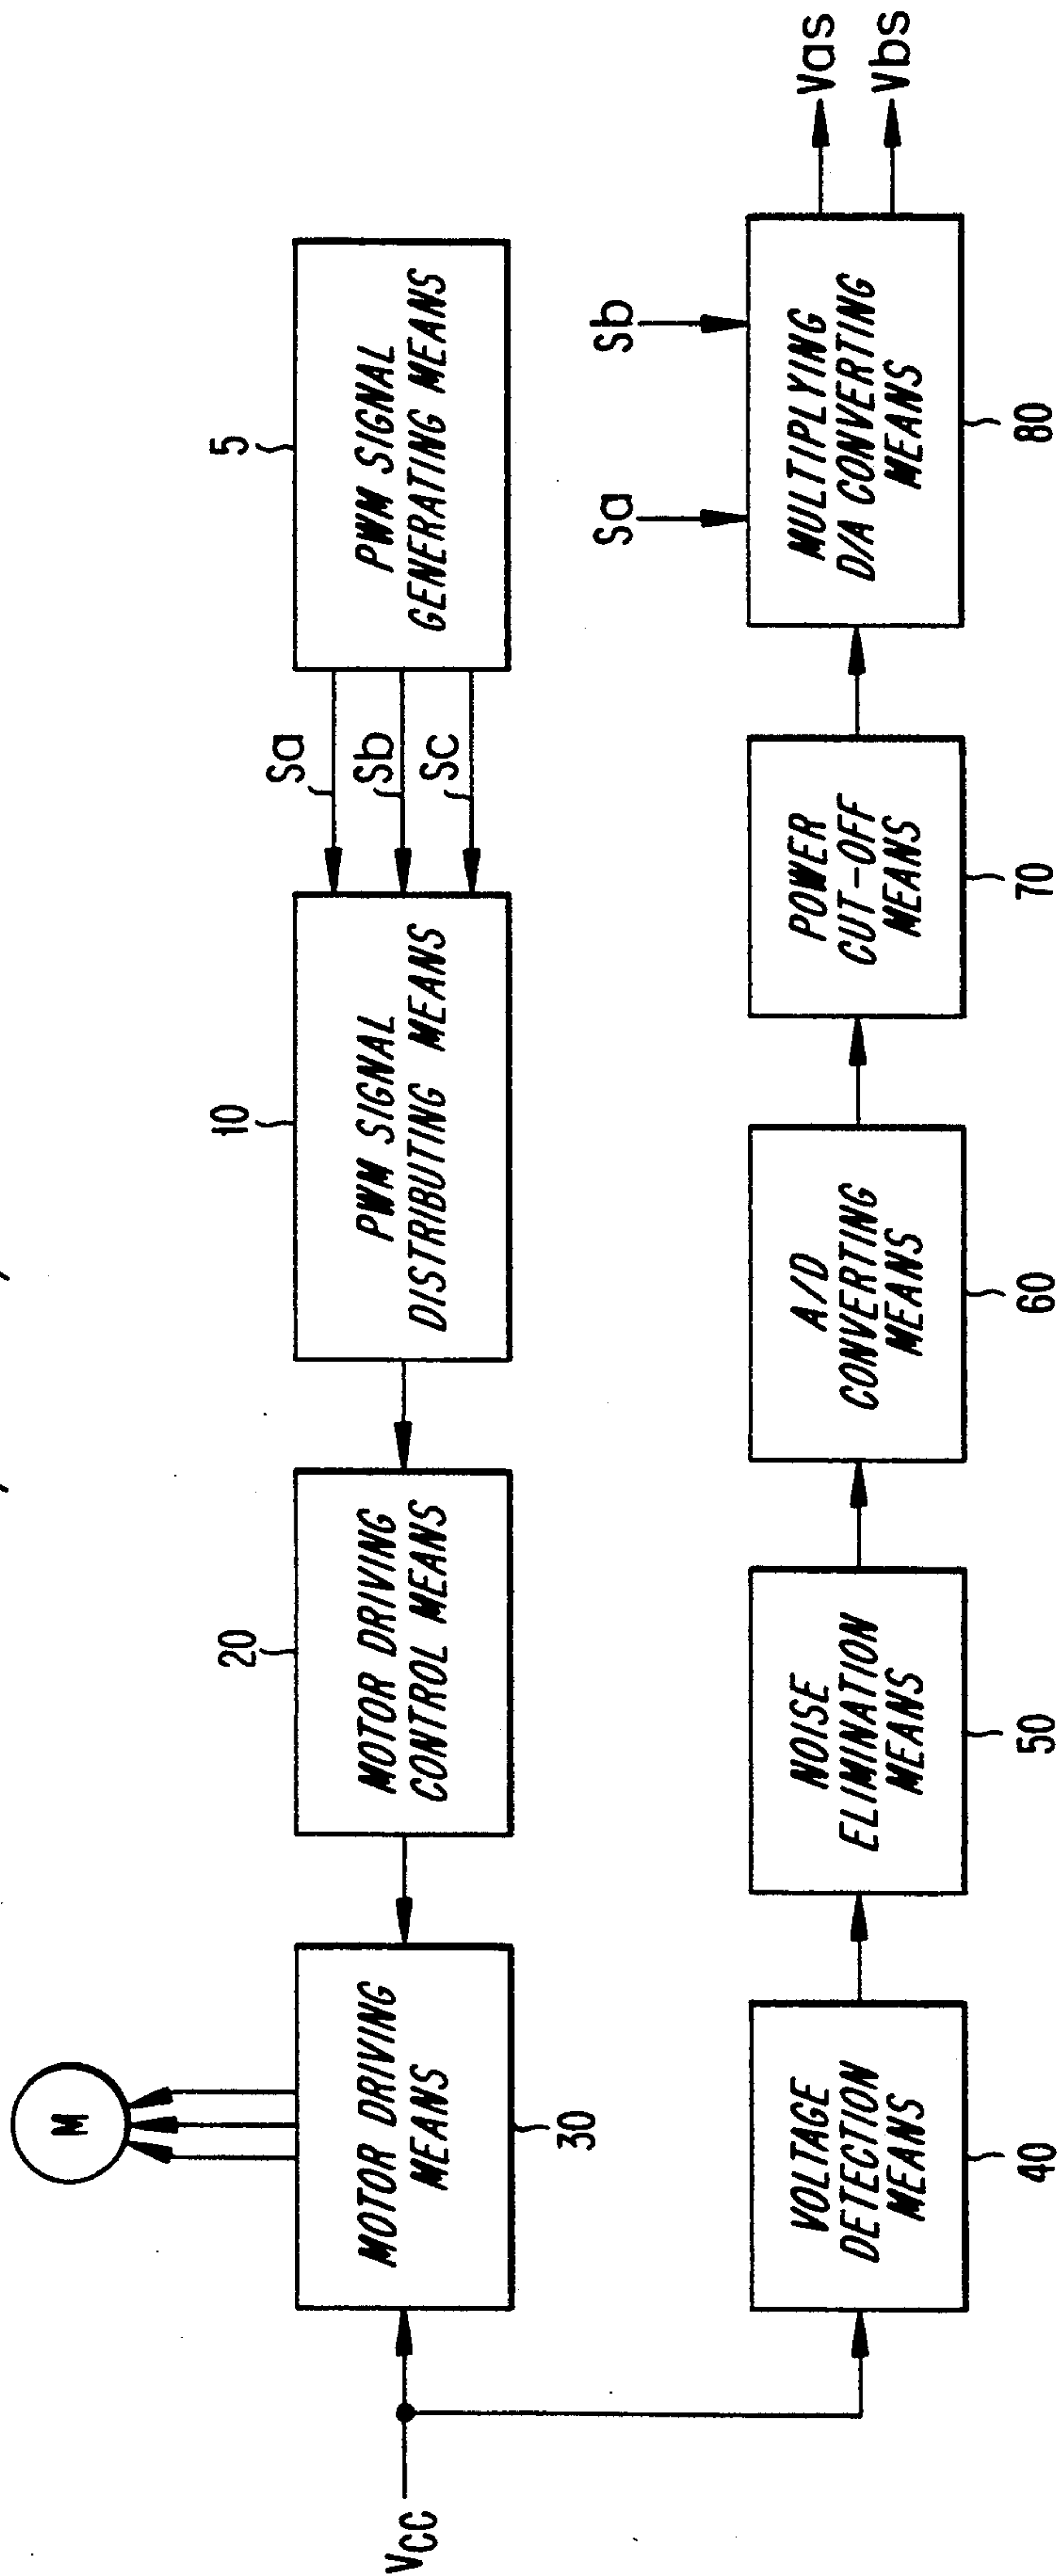 M
Vcc
MOTOR DRIVING
MEANS
30
20
MOTOR DRIVING
CONTROL MEANS
10
PWM SIGNAL
DISTRIBUTING MEANS
Sa
Sb
Sc
5
PWM SIGNAL
GENERATING MEANS
VOLTAGE
DETECTION
MEANS
40
NOISE
ELIMINATION
MEANS
50
A/D
CONVERTING
MEANS
60
POWER
CUT-OFF
MEANS
70
Sa
Sb
MULTIPLYING
D/A CONVERTING
MEANS
80
Vas
Vbs